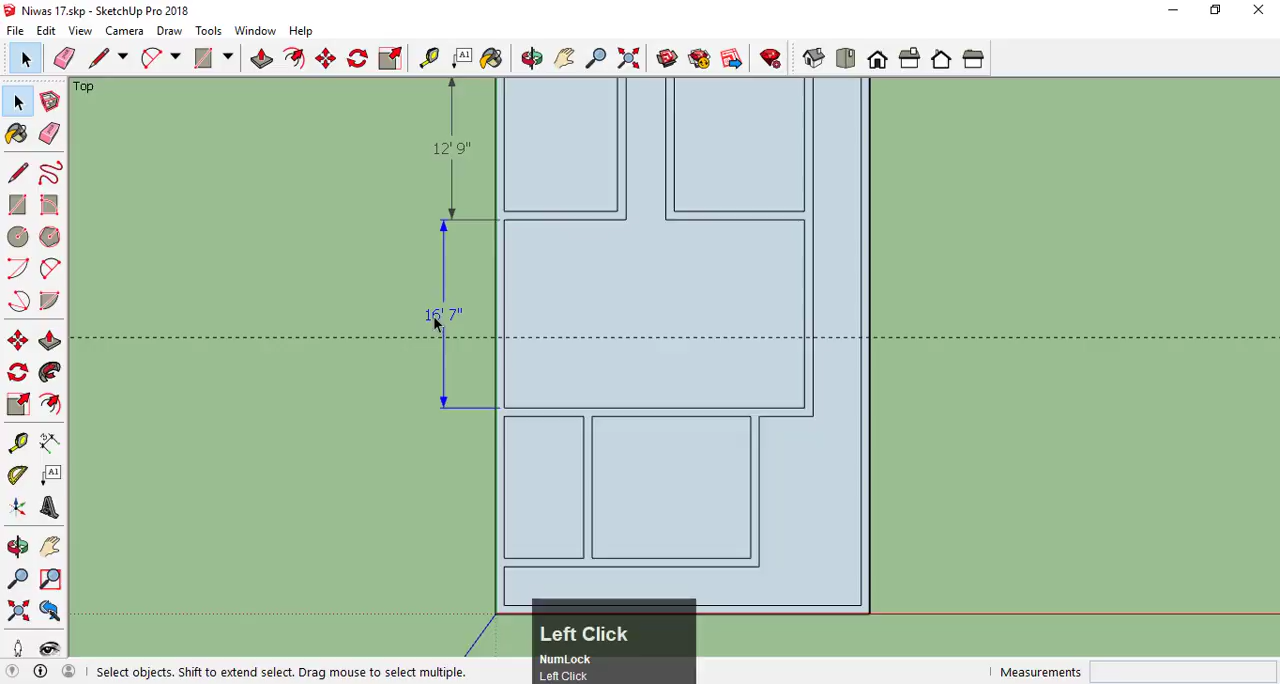 Niwas 17.skp - SketchUp Pro 2018
File Edit View Camera Draw Tools Window Help
Top
12' 9"
16' 7"
Left Click
NumLock
Left Click
Select objects. Shift to extend select. Drag mouse to select multiple.
Measurements